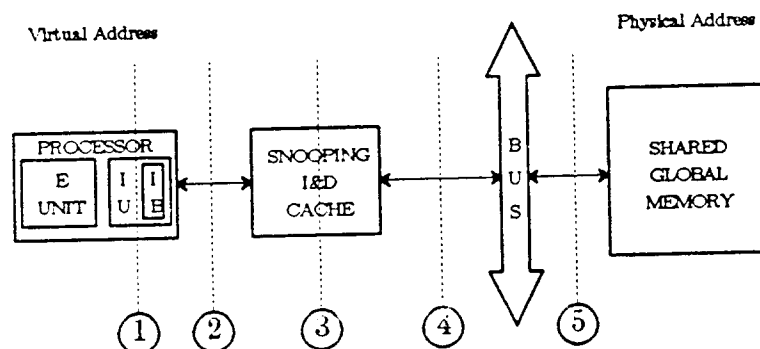 Virtual Address
Physical Address
PROCESSOR
E
UNIT
I
U
I
B
SNOOPING
I&D
CACHE
B
U
S
SHARED
GLOBAL
MEMORY
1
2
3
4
5